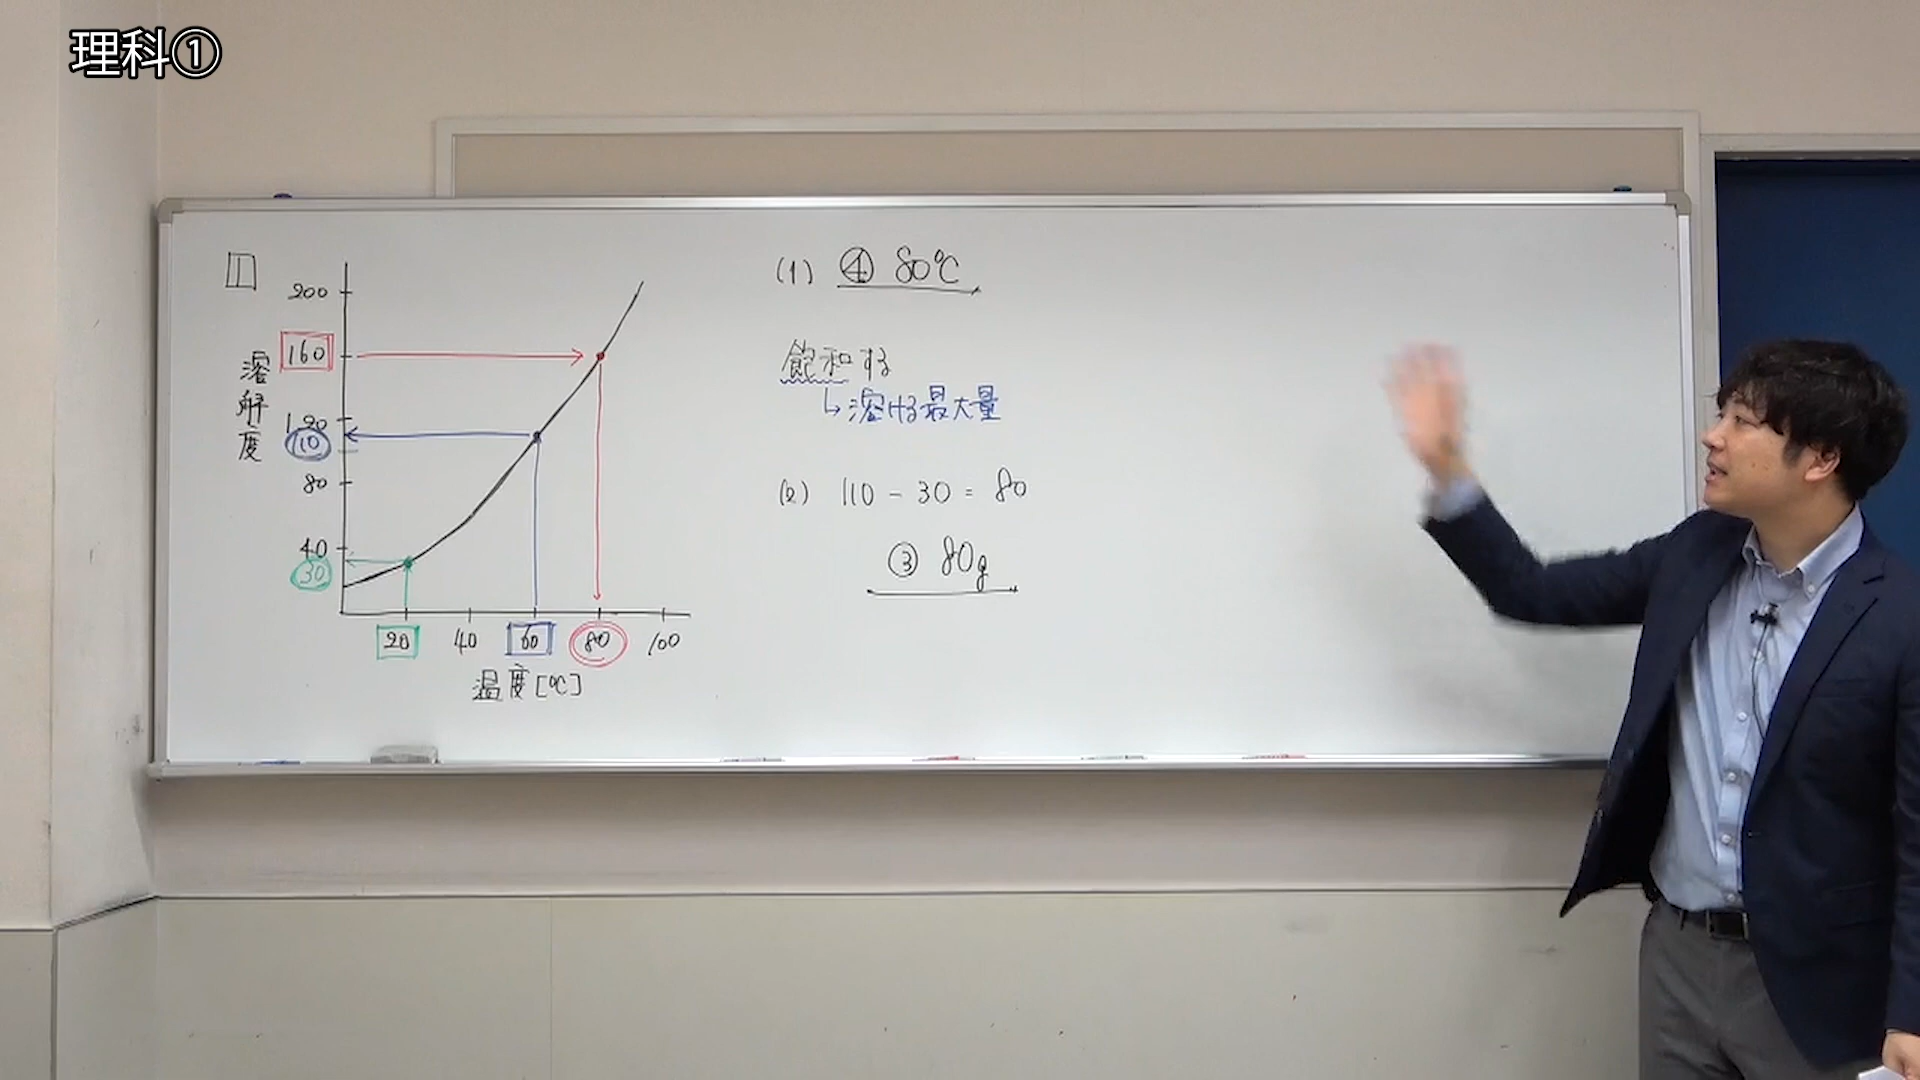 理科①
1
200
160
120
110
80
40
30
溶解度
20 40 60 80 100
温度[℃]
(1) ④ 80℃
飽和する
↳溶ける最大量
(2) 110 - 30 = 80
③ 80g